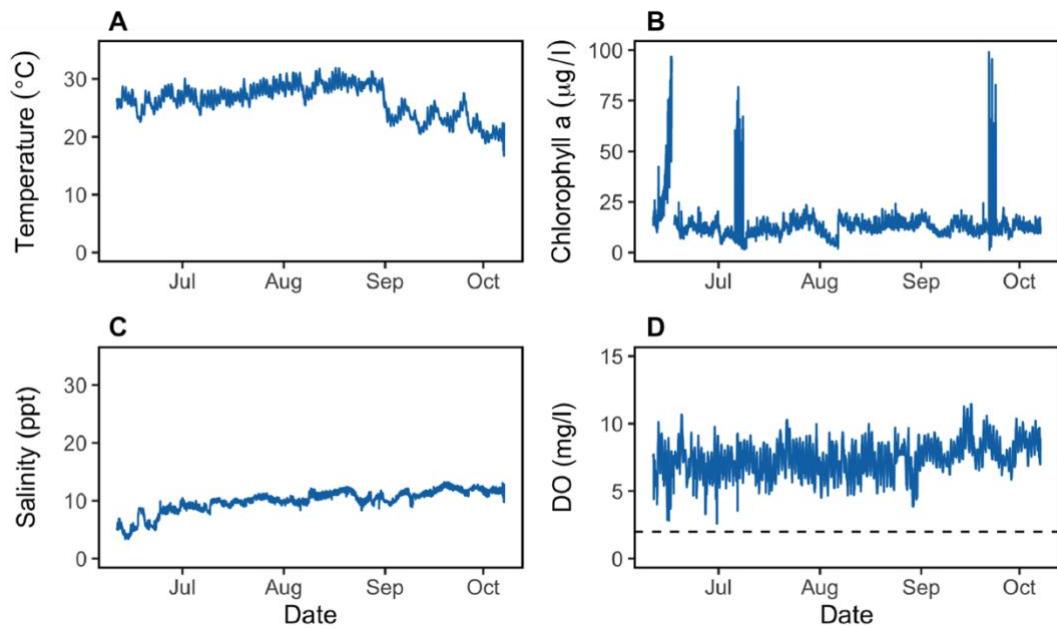 A
Temperature (°C)
30
20
10
0
Jul Aug Sep Oct
B
Chlorophyll a (µg/l)
100
75
50
25
0
Jul Aug Sep Oct
C
Salinity (ppt)
30
20
10
0
Jul Aug Sep Oct
Date
D
DO (mg/l)
15
10
5
0
Jul Aug Sep Oct
Date